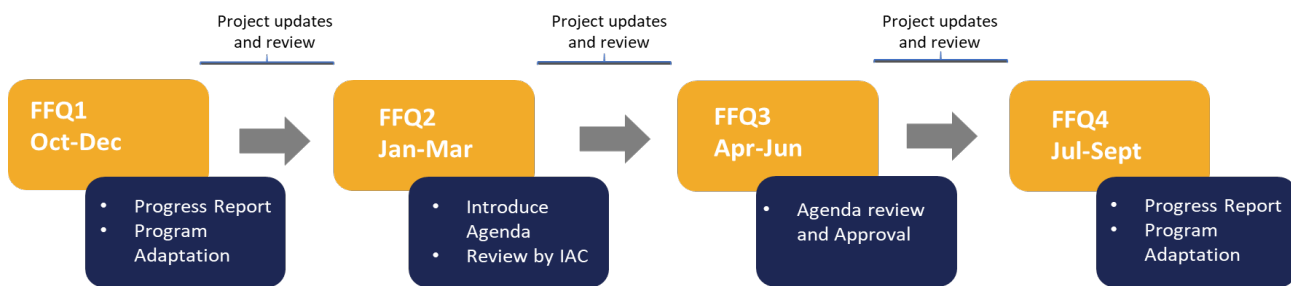 Project updates
and review
Project updates
and review
Project updates
and review
FFQ1
Oct-Dec
• Progress Report
• Program
Adaptation
FFQ2
Jan-Mar
• Introduce
Agenda
• Review by IAC
FFQ3
Apr-Jun
• Agenda review
and Approval
FFQ4
Jul-Sept
• Progress Report
• Program
Adaptation